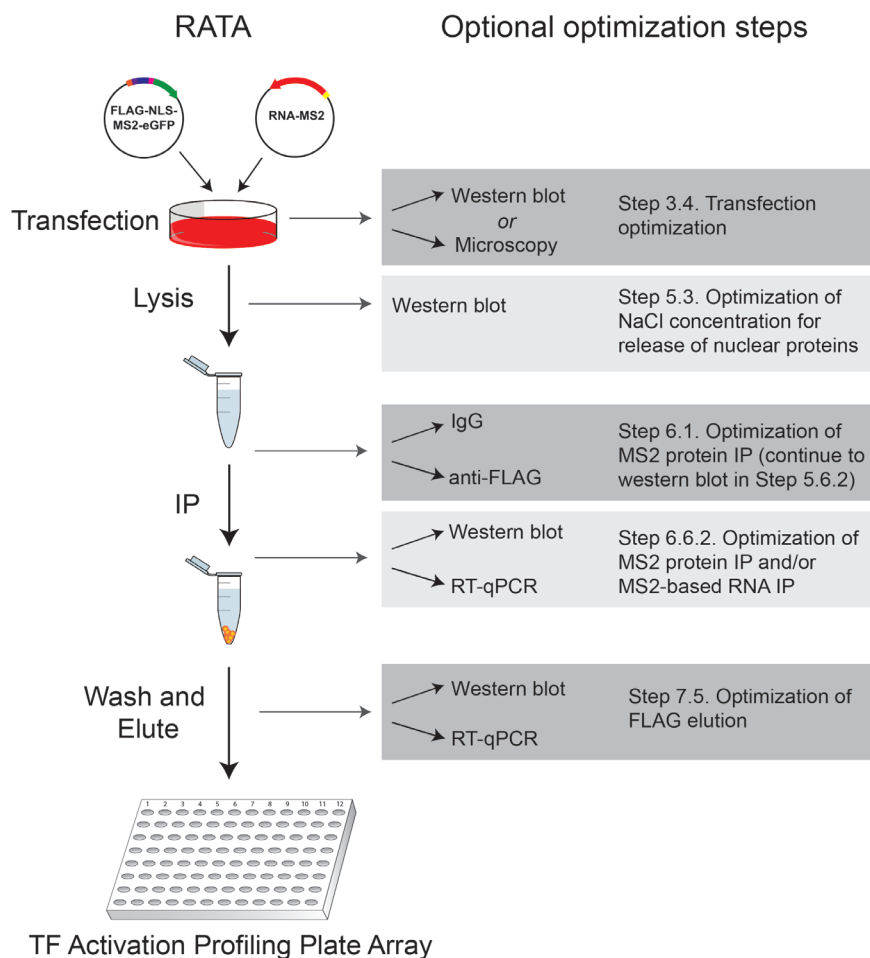 RATA
Optional optimization steps
FLAG-NLS-
MS2-eGFP
RNA-MS2
Transfection
Western blot
or
Microscopy
Step 3.4. Transfection
optimization
Lysis
Western blot
Step 5.3. Optimization of
NaCl concentration for
release of nuclear proteins
IgG
anti-FLAG
Step 6.1. Optimization of
MS2 protein IP (continue to
western blot in Step 5.6.2)
IP
Western blot
RT-qPCR
Step 6.6.2. Optimization of
MS2 protein IP and/or
MS2-based RNA IP
Wash and
Elute
Western blot
RT-qPCR
Step 7.5. Optimization of
FLAG elution
1 2 3 4 5 6 7 8 9 10 11 12
TF Activation Profiling Plate Array